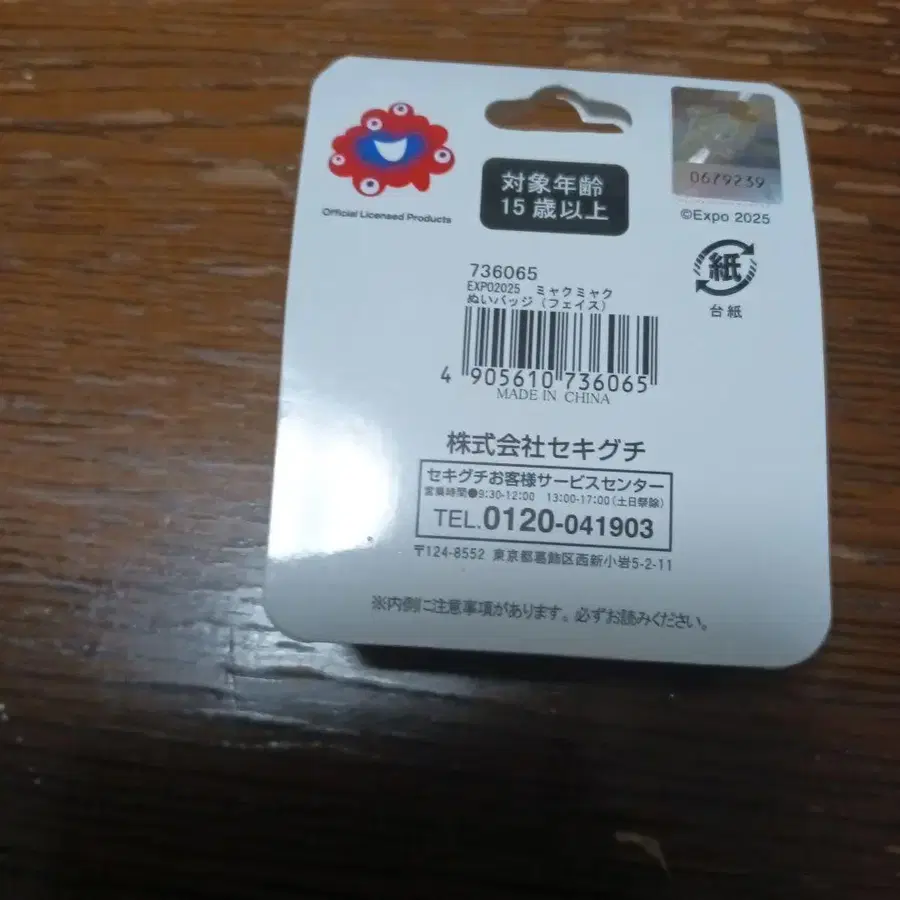 Official Licensed Products
対象年齢
15歳以上
0679239
©Expo 2025
紙
台紙
736065
EXPO2025 ミャクミャク
ぬいバッジ(フェイス)
4 905610 736065
MADE IN CHINA
株式会社セキグチ
セキグチお客様サービスセンター
営業時間●9:30-12:00 13:00-17:00(土日祭除)
TEL.0120-041903
〒124-8552 東京都葛飾区西新小岩5-2-11
※内側に注意事項があります。必ずお読みください。